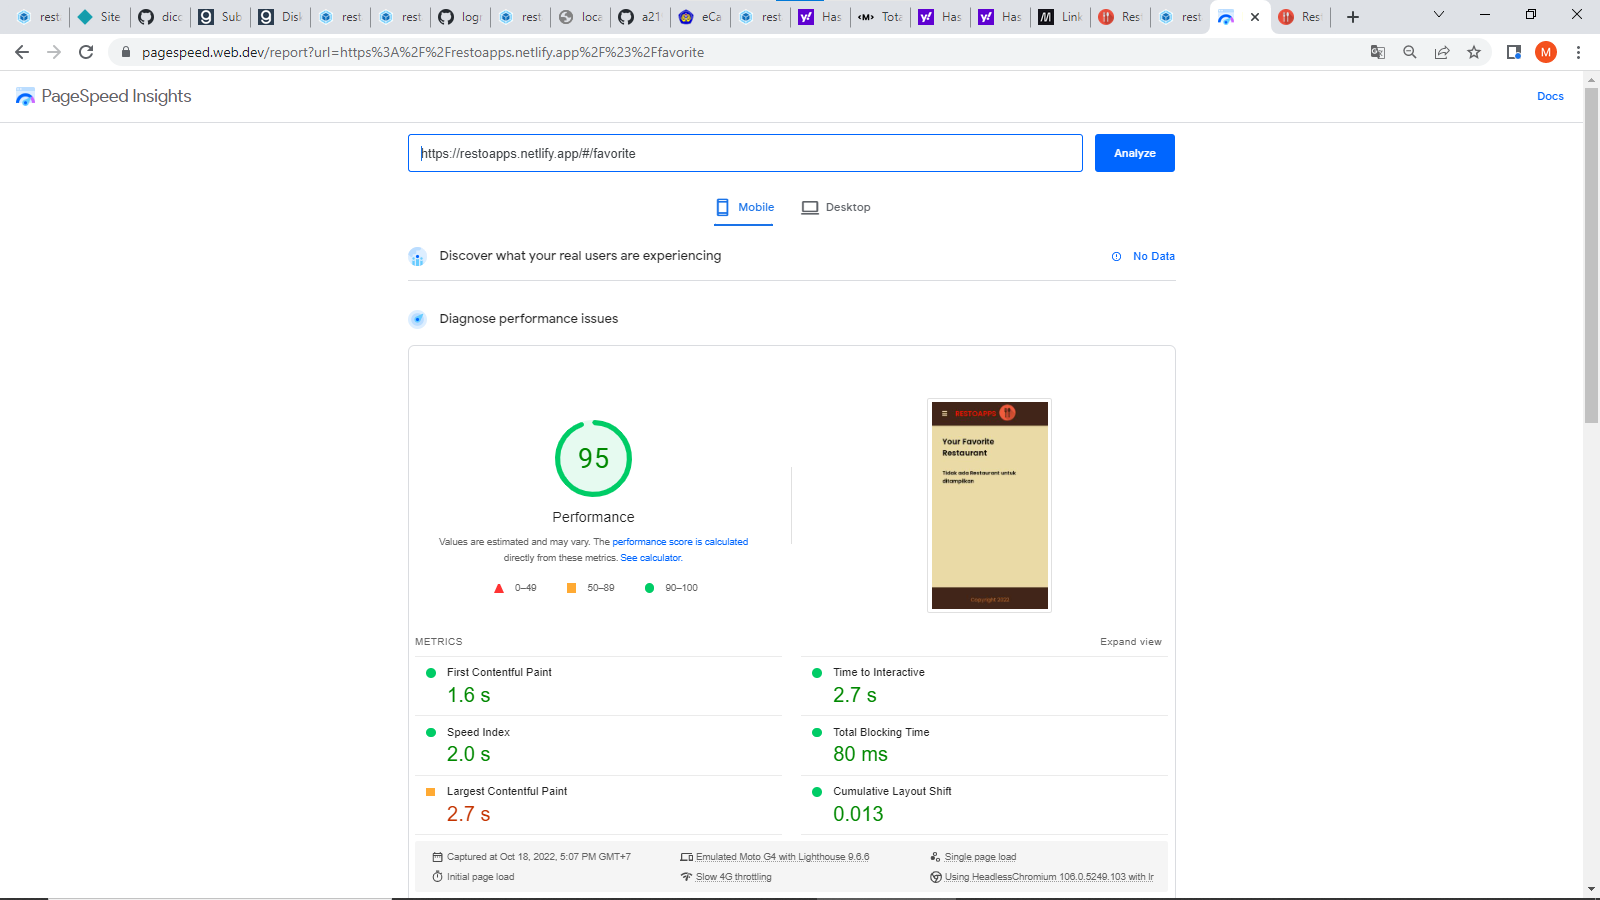 rest
Site
dicc
Sub
Disk
rest
rest
logr
rest
loca
a21
eCa
rest
Has
Tota
Has
Has
Link
Rest
rest
Rest
pagespeed.web.dev/report?url=https%3A%2F%2Frestoapps.netlify.app%2F%23%2Ffavorite
M
PageSpeed Insights
Docs
https://restoapps.netlify.app/#/favorite
Analyze
Mobile
Desktop
Discover what your real users are experiencing
No Data
Diagnose performance issues
95
Performance
Values are estimated and may vary. The performance score is calculated
directly from these metrics. See calculator.
0–49
50–89
90–100
RESTOAPPS
Your Favorite
Restaurant
Tidak ada Restaurant untuk
ditampilkan
Copyright 2022
METRICS
Expand view
First Contentful Paint
1.6 s
Time to Interactive
2.7 s
Speed Index
2.0 s
Total Blocking Time
80 ms
Largest Contentful Paint
2.7 s
Cumulative Layout Shift
0.013
Captured at Oct 18, 2022, 5:07 PM GMT+7
Emulated Moto G4 with Lighthouse 9.6.6
Single page load
Initial page load
Slow 4G throttling
Using HeadlessChromium 106.0.5249.103 with lr